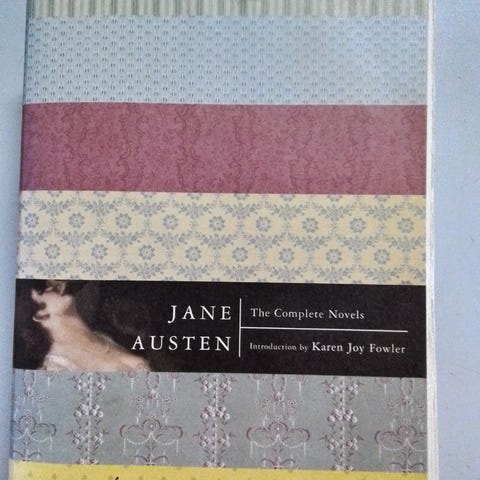 JANE
AUSTEN
The Complete Novels
Introduction by Karen Joy Fowler